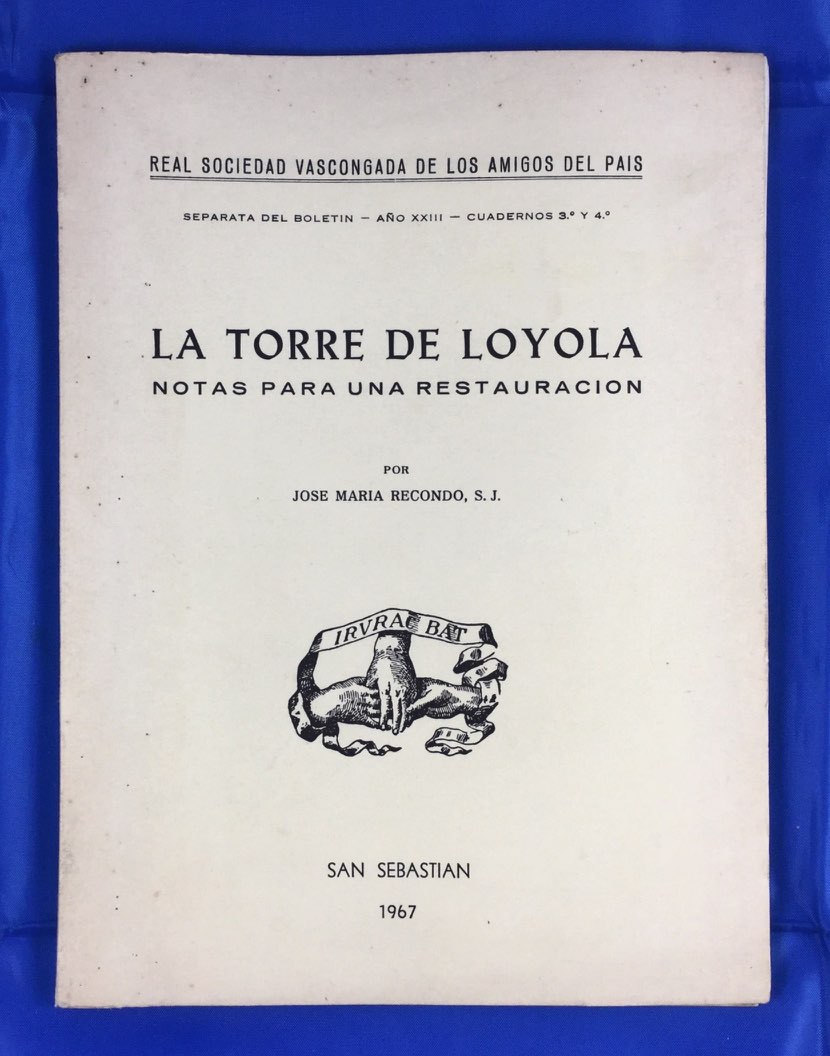 REAL SOCIEDAD VASCONGADA DE LOS AMIGOS DEL PAIS
SEPARATA DEL BOLETIN — AÑO XXIII — CUADERNOS 3.º Y 4.º
LA TORRE DE LOYOLA
NOTAS PARA UNA RESTAURACION
POR
JOSE MARIA RECONDO, S. J.
IRVRAC BAT
SAN SEBASTIAN
1967